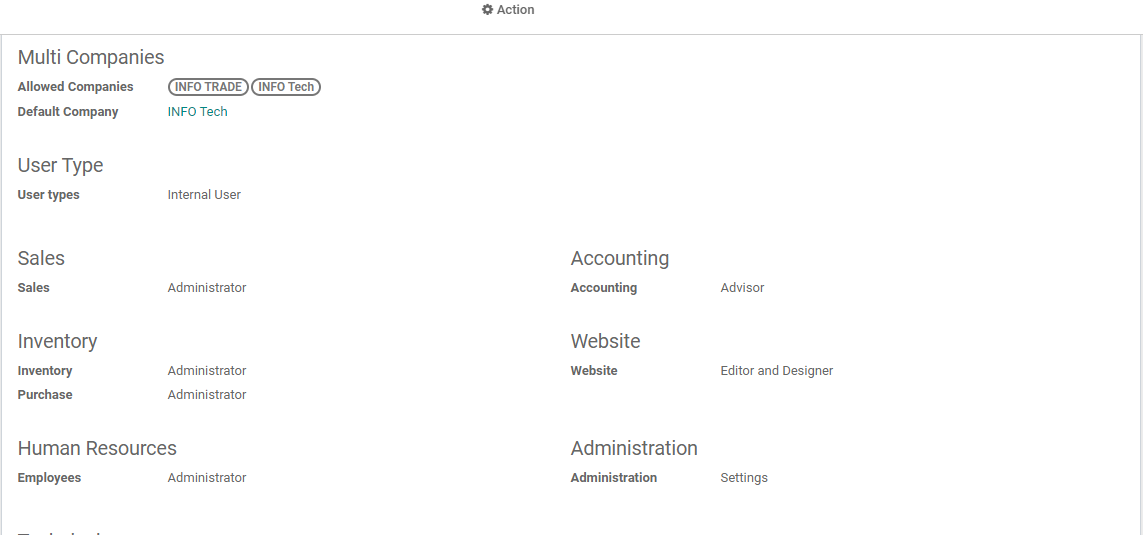 Action
Multi Companies
Allowed Companies INFO TRADE INFO Tech
Default Company INFO Tech
User Type
User types Internal User
Sales Accounting
Sales Administrator Accounting Advisor
Inventory Website
Inventory Administrator Website Editor and Designer
Purchase Administrator
Human Resources Administration
Employees Administrator Administration Settings